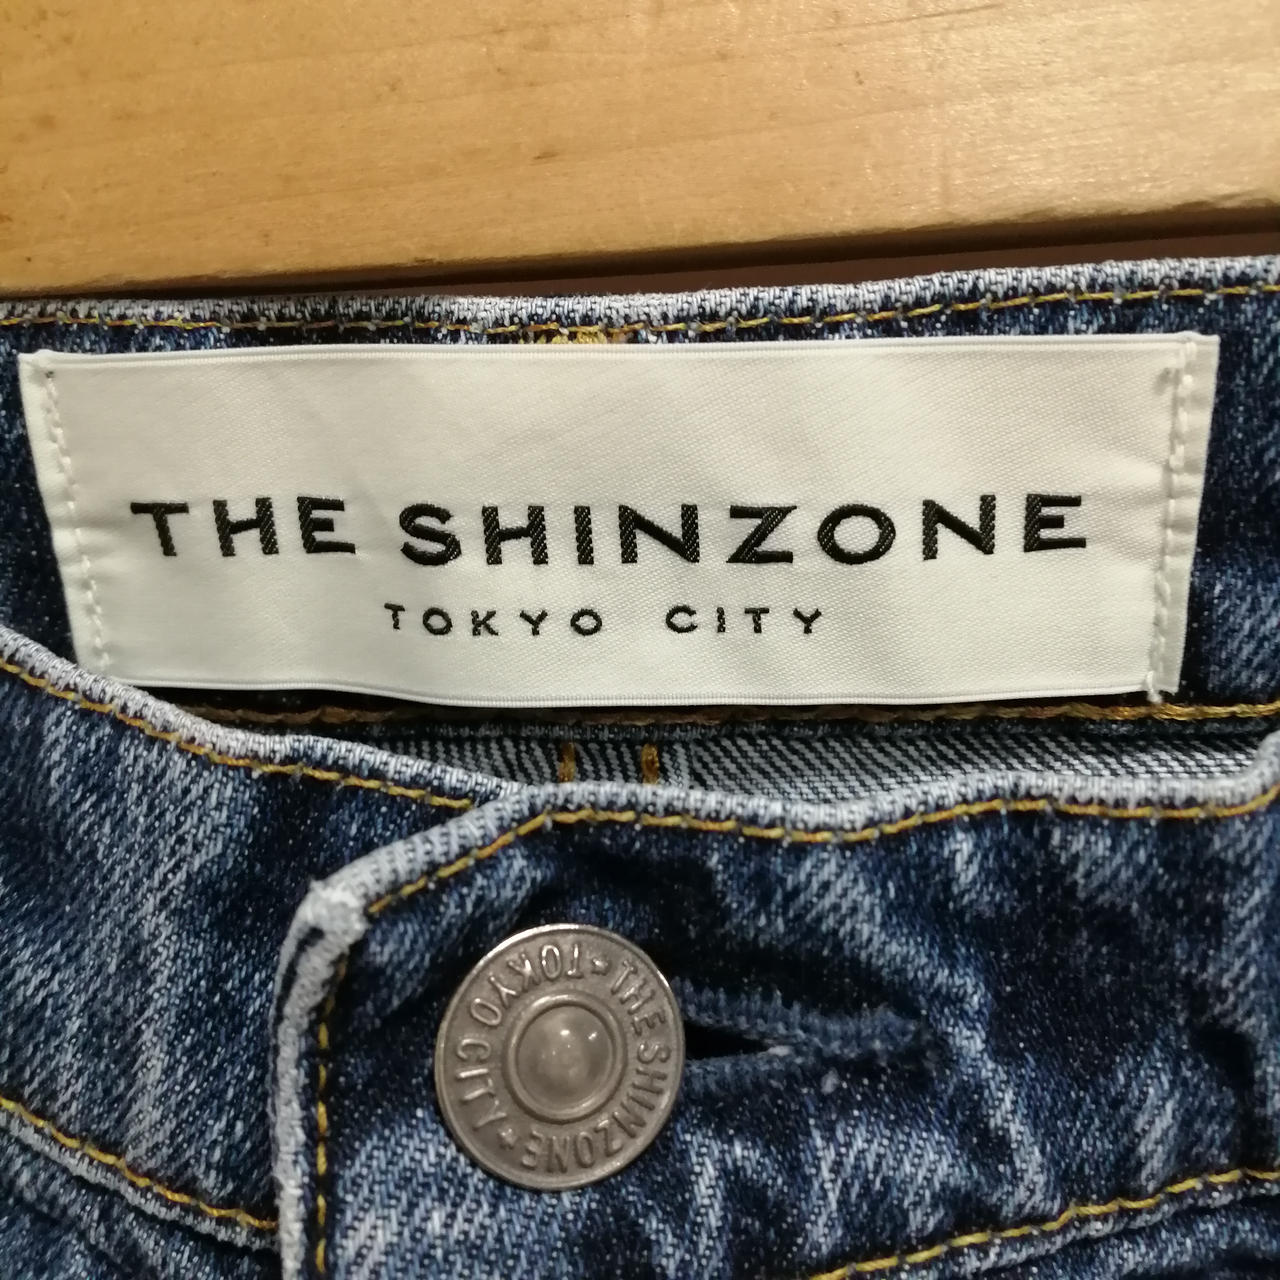 THE SHINZONE
TOKYO CITY
THE SHINZONE★TOKYO CITY★